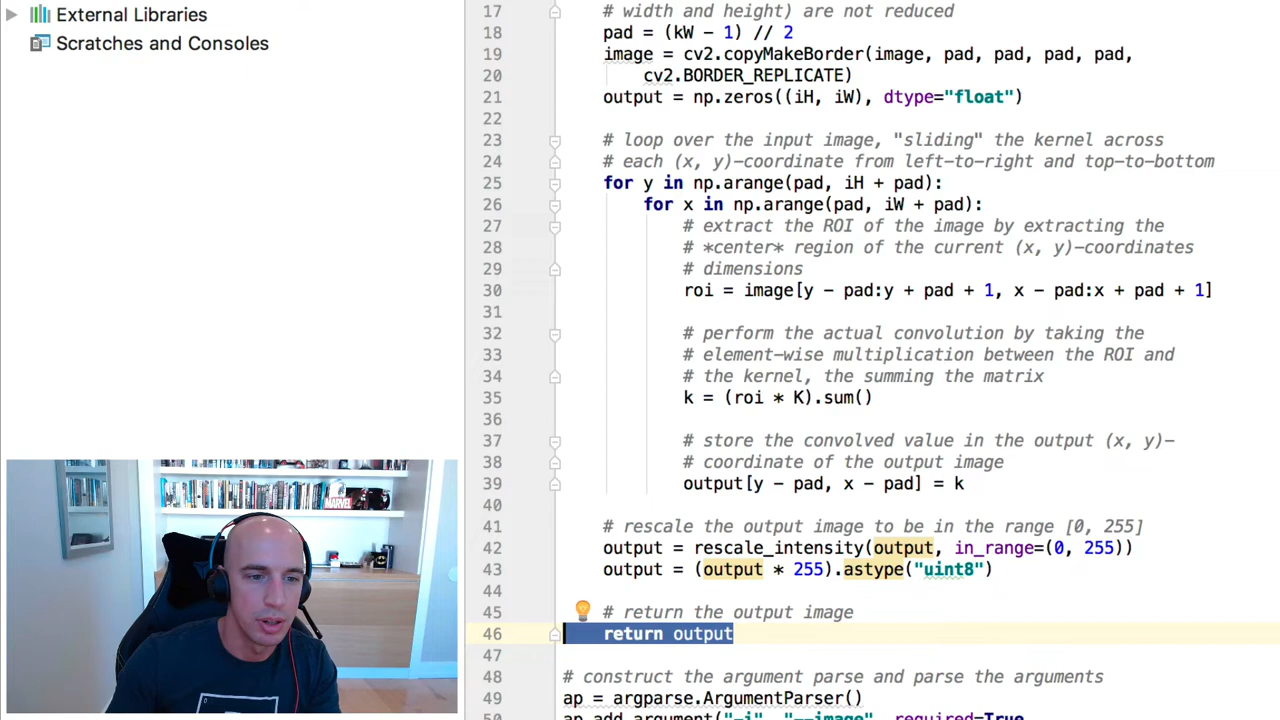 External Libraries
Scratches and Consoles
17 # width and height) are not reduced
18 pad = (kW - 1) // 2
19 image = cv2.copyMakeBorder(image, pad, pad, pad, pad,
20 cv2.BORDER_REPLICATE)
21 output = np.zeros((iH, iW), dtype="float")
22
23 # loop over the input image, "sliding" the kernel across
24 # each (x, y)-coordinate from left-to-right and top-to-bottom
25 for y in np.arange(pad, iH + pad):
26 for x in np.arange(pad, iW + pad):
27 # extract the ROI of the image by extracting the
28 # *center* region of the current (x, y)-coordinates
29 # dimensions
30 roi = image[y - pad:y + pad + 1, x - pad:x + pad + 1]
31
32 # perform the actual convolution by taking the
33 # element-wise multiplication between the ROI and
34 # the kernel, the summing the matrix
35 k = (roi * K).sum()
36
37 # store the convolved value in the output (x, y)-
38 # coordinate of the output image
39 output[y - pad, x - pad] = k
40
41 # rescale the output image to be in the range [0, 255]
42 output = rescale_intensity(output, in_range=(0, 255))
43 output = (output * 255).astype("uint8")
44
45 # return the output image
46 return output
47
48 # construct the argument parse and parse the arguments
49 ap = argparse.ArgumentParser()
50 ap.add_argument("-i", "--image", required=True,
MARVEL